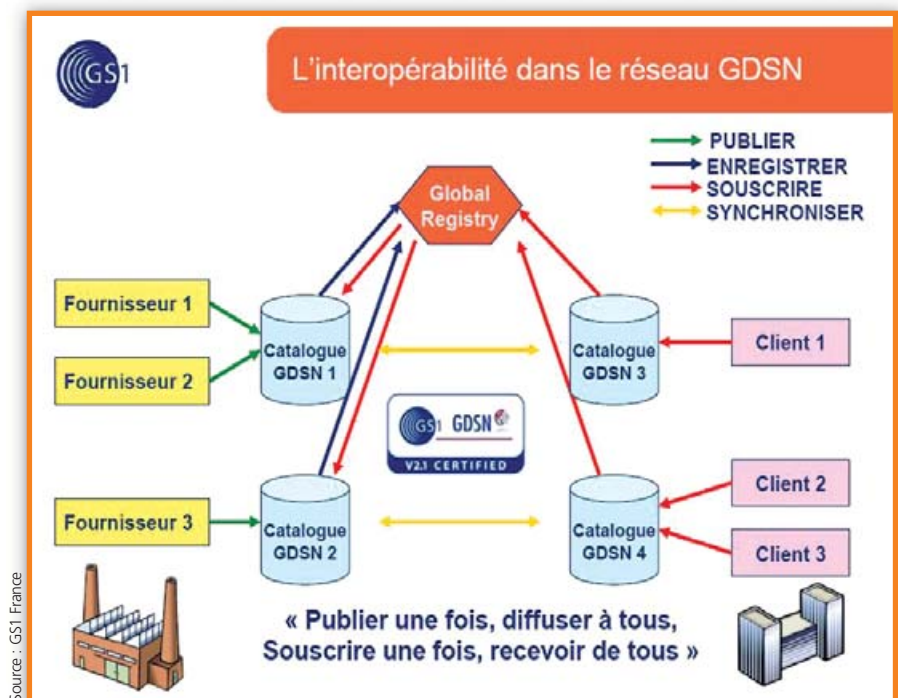 GS1
L'interopérabilité dans le réseau GDSN
PUBLIER
ENREGISTRER
SOUSCRIRE
SYNCHRONISER
Global
Registry
Fournisseur 1
Fournisseur 2
Catalogue
GDSN 1
Catalogue
GDSN 3
Client 1
GS1 GDSN
V2.1 CERTIFIED
Fournisseur 3
Catalogue
GDSN 2
Catalogue
GDSN 4
Client 2
Client 3
« Publier une fois, diffuser à tous,
Souscrire une fois, recevoir de tous »
Source : GS1 France